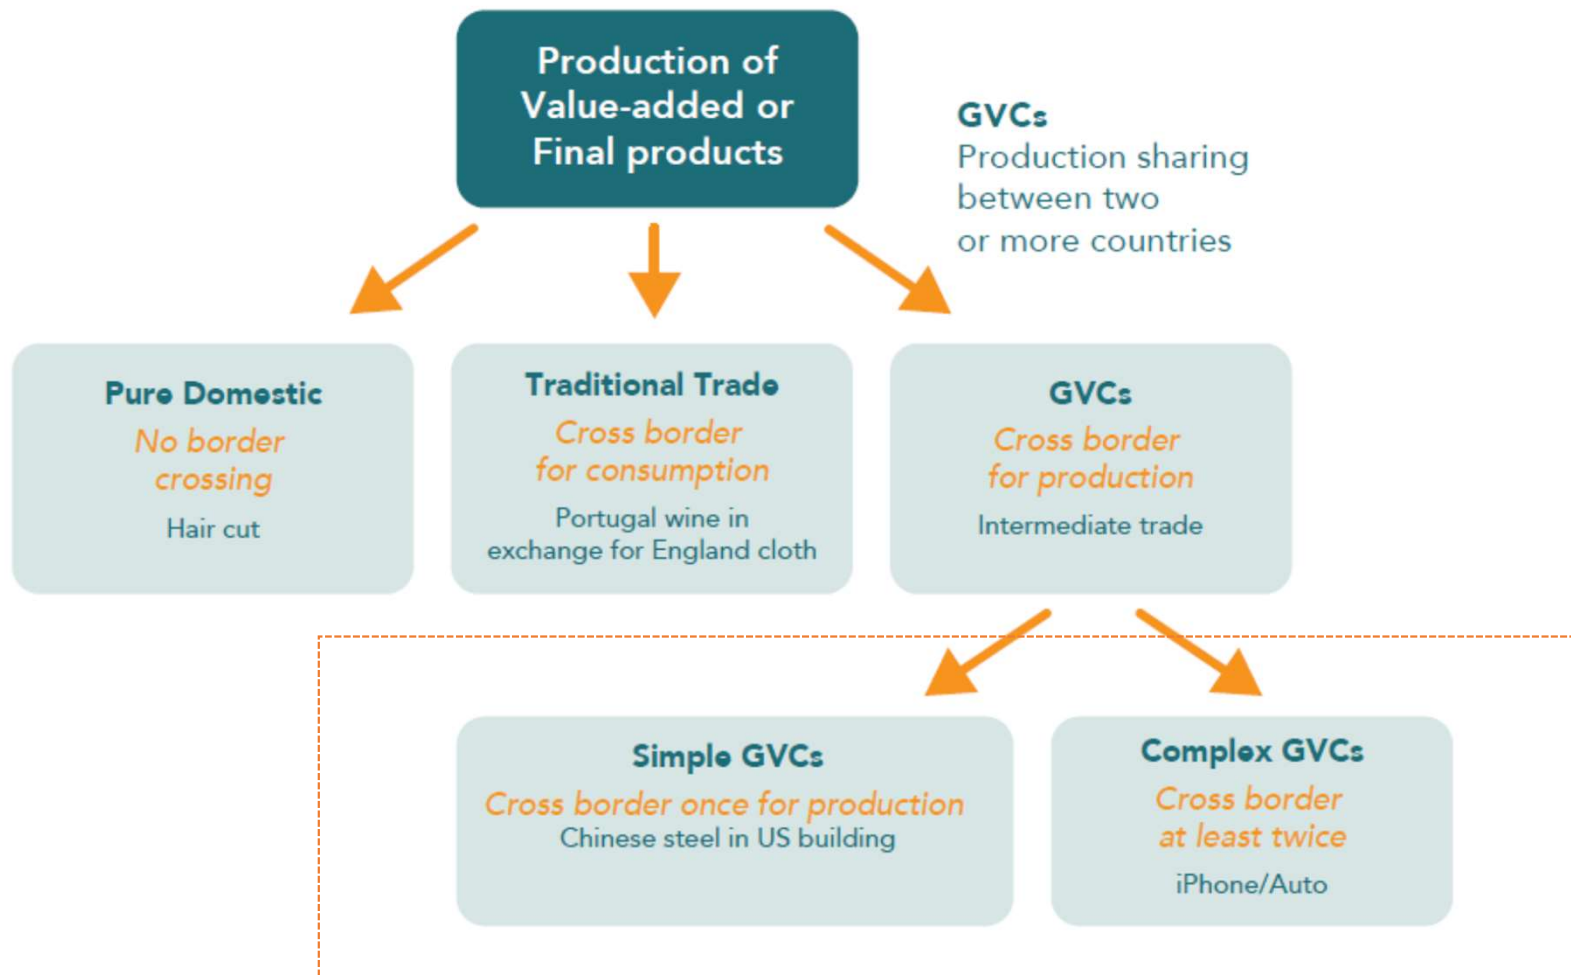 Production of
Value-added or
Final products
GVCs
Production sharing
between two
or more countries
Pure Domestic
No border
crossing
Hair cut
Traditional Trade
Cross border
for consumption
Portugal wine in
exchange for England cloth
GVCs
Cross border
for production
Intermediate trade
Simple GVCs
Cross border once for production
Chinese steel in US building
Complex GVCs
Cross border
at least twice
iPhone/Auto